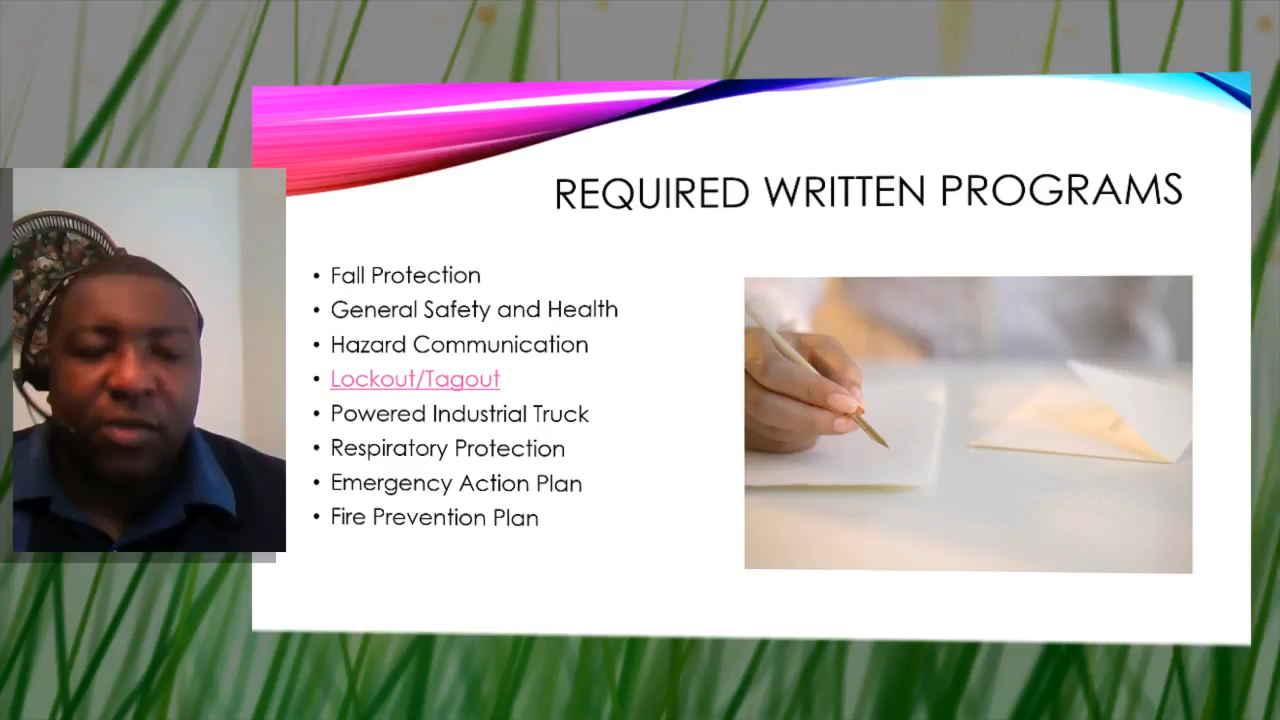 REQUIRED WRITTEN PROGRAMS
• Fall Protection
• General Safety and Health
• Hazard Communication
• Lockout/Tagout
• Powered Industrial Truck
• Respiratory Protection
• Emergency Action Plan
• Fire Prevention Plan